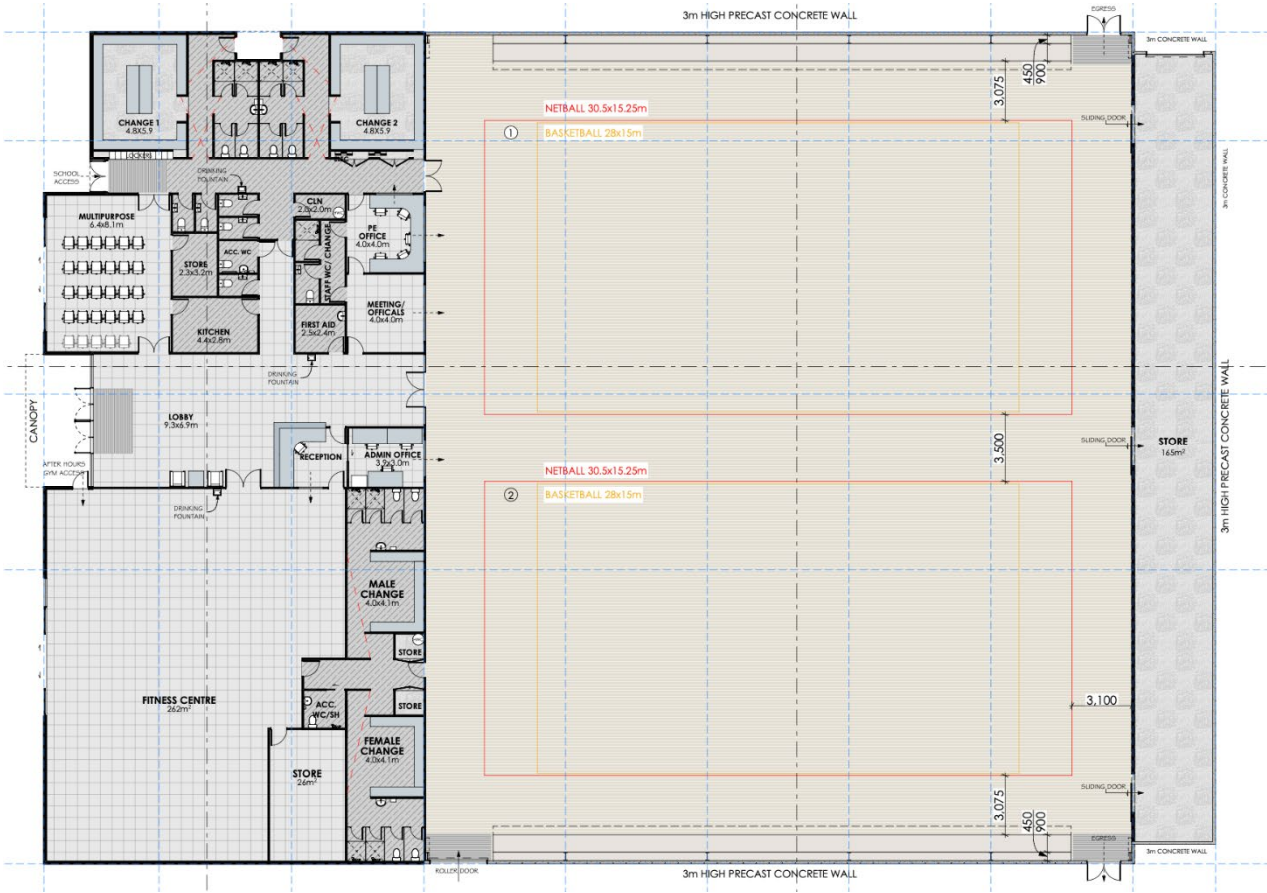 3m HIGH PRECAST CONCRETE WALL
EGRESS
3m CONCRETE WALL
CHANGE 1
4.8X5.9
CHANGE 2
4.8X5.9
450
900
3,075
NETBALL 30.5x15.25m
①
BASKETBALL 28x15m
SLIDING DOOR
LOCKERS
SCHOOL
ACCESS
DRINKING
FOUNTAIN
3m CONCRETE WALL
MULTIPURPOSE
6.4x8.1m
CLN
2.0x2.0m
PE
OFFICE
4.0x4.0m
STORE
2.3x3.2m
ACC. WC
STAFF WC/ CHANGE
MEETING/
OFFICALS
4.0x4.0m
KITCHEN
4.4x2.8m
FIRST AID
2.5x2.4m
DRINKING
FOUNTAIN
CANOPY
LOBBY
9.3x6.9m
3m HIGH PRECAST CONCRETE WALL
3,500
SLIDING DOOR
STORE
165m²
RECEPTION
ADMIN OFFICE
3.9x3.0m
AFTER HOURS
GYM ACCESS
NETBALL 30.5x15.25m
②
BASKETBALL 28x15m
DRINKING
FOUNTAIN
MALE
CHANGE
4.0x4.1m
STORE
FITNESS CENTRE
262m²
ACC.
WC/SH
STORE
3,100
FEMALE
CHANGE
4.0x4.1m
STORE
26m²
SLIDING DOOR
3,075
450
900
EGRESS
3m CONCRETE WALL
ROLLER DOOR
3m HIGH PRECAST CONCRETE WALL